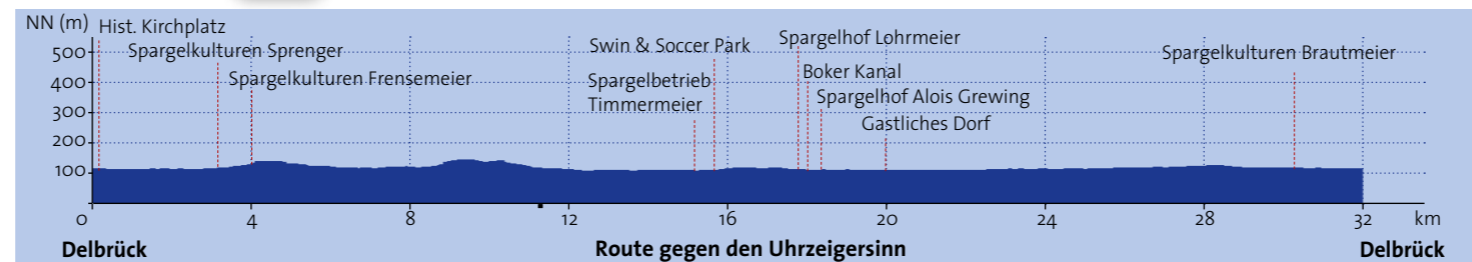 NN (m)
Hist. Kirchplatz
Spargelkulturen Sprenger
Spargelkulturen Frensemeier
Swin & Soccer Park
Spargelbetrieb
Timmermeier
Spargelhof Lohrmeier
Boker Kanal
Spargelhof Alois Grewing
Gastliches Dorf
Spargelkulturen Brautmeier
500
400
300
200
100
0 4 8 12 16 20 24 28 32 km
Delbrück Route gegen den Uhrzeigersinn Delbrück